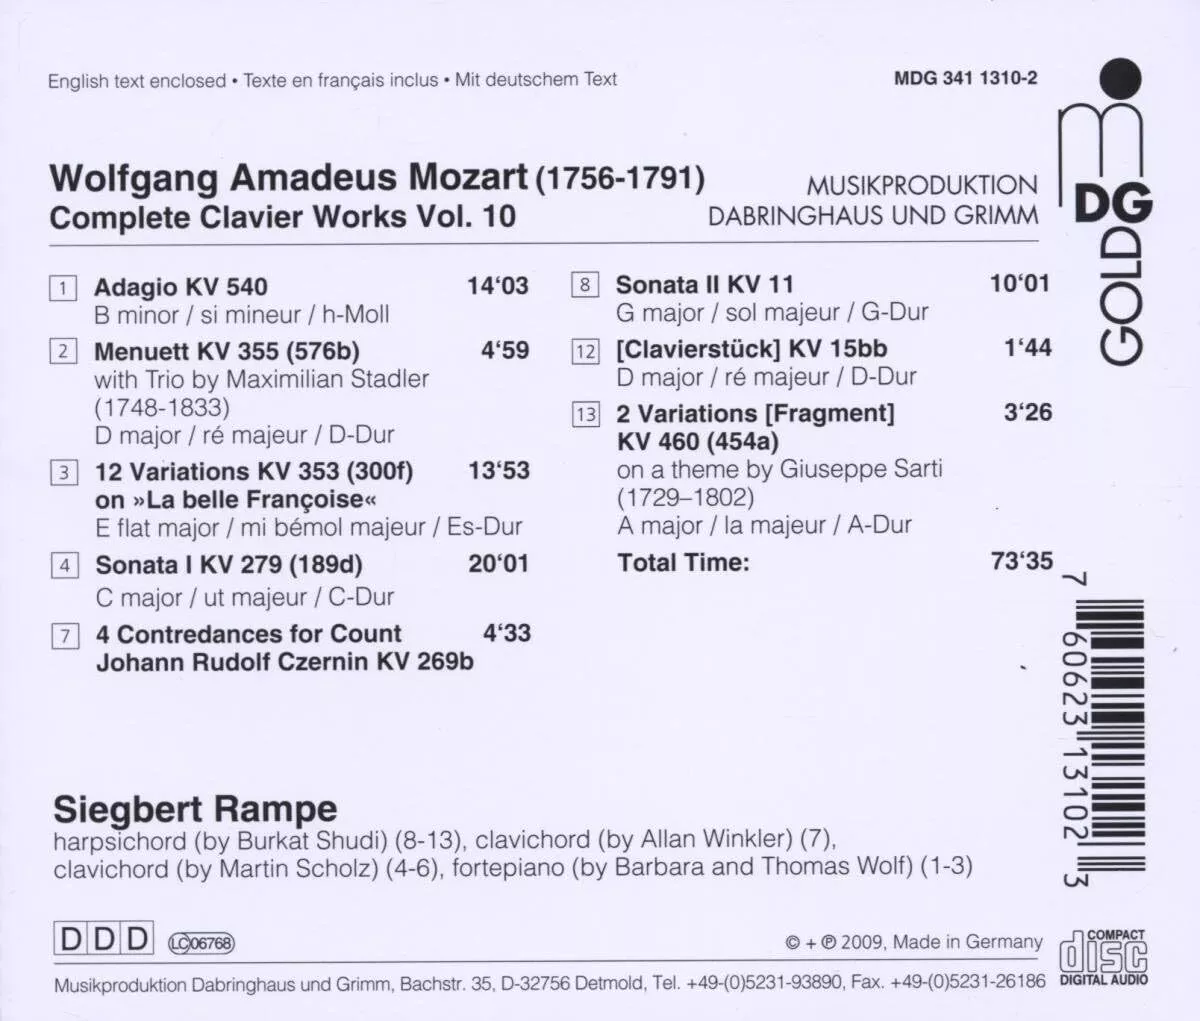 English text enclosed • Texte en français inclus • Mit deutschem Text
MDG 341 1310-2
Wolfgang Amadeus Mozart (1756-1791)
Complete Clavier Works Vol. 10
MUSIKPRODUKTION
DABRINGHAUS UND GRIMM
m
DG
GOLD
1 Adagio KV 540 14‘03
B minor / si mineur / h-Moll
2 Menuett KV 355 (576b) 4‘59
with Trio by Maximilian Stadler
(1748-1833)
D major / ré majeur / D-Dur
3 12 Variations KV 353 (300f) 13‘53
on »La belle Françoise«
E flat major / mi bémol majeur / Es-Dur
4 Sonata I KV 279 (189d) 20‘01
C major / ut majeur / C-Dur
7 4 Contredances for Count 4‘33
Johann Rudolf Czernin KV 269b
8 Sonata II KV 11 10‘01
G major / sol majeur / G-Dur
12 [Clavierstück] KV 15bb 1‘44
D major / ré majeur / D-Dur
13 2 Variations [Fragment] 3‘26
KV 460 (454a)
on a theme by Giuseppe Sarti
(1729–1802)
A major / la majeur / A-Dur
Total Time: 73‘35
7 60623 13102 3
Siegbert Rampe
harpsichord (by Burkat Shudi) (8-13), clavichord (by Allan Winkler) (7),
clavichord (by Martin Scholz) (4-6), fortepiano (by Barbara and Thomas Wolf) (1-3)
DDD
LC 06768
© + ℗ 2009, Made in Germany
COMPACT
disc
DIGITAL AUDIO
Musikproduktion Dabringhaus und Grimm, Bachstr. 35, D-32756 Detmold, Tel. +49-(0)5231-93890, Fax. +49-(0)5231-26186